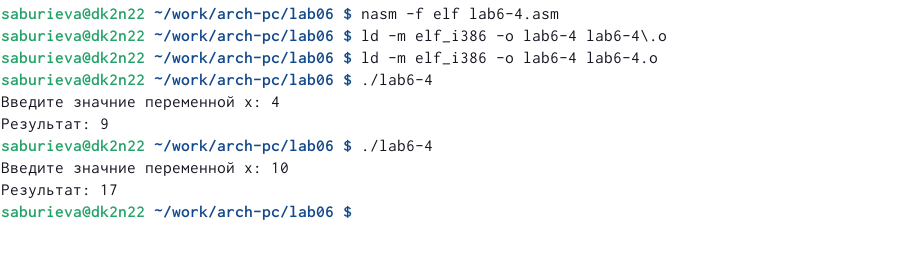 saburieva@dk2n22 ~/work/arch-pc/lab06 $ nasm -f elf lab6-4.asm
saburieva@dk2n22 ~/work/arch-pc/lab06 $ ld -m elf_i386 -o lab6-4 lab6-4\.o
saburieva@dk2n22 ~/work/arch-pc/lab06 $ ld -m elf_i386 -o lab6-4 lab6-4.o
saburieva@dk2n22 ~/work/arch-pc/lab06 $ ./lab6-4
Введите значние переменной x: 4
Результат: 9
saburieva@dk2n22 ~/work/arch-pc/lab06 $ ./lab6-4
Введите значние переменной x: 10
Результат: 17
saburieva@dk2n22 ~/work/arch-pc/lab06 $